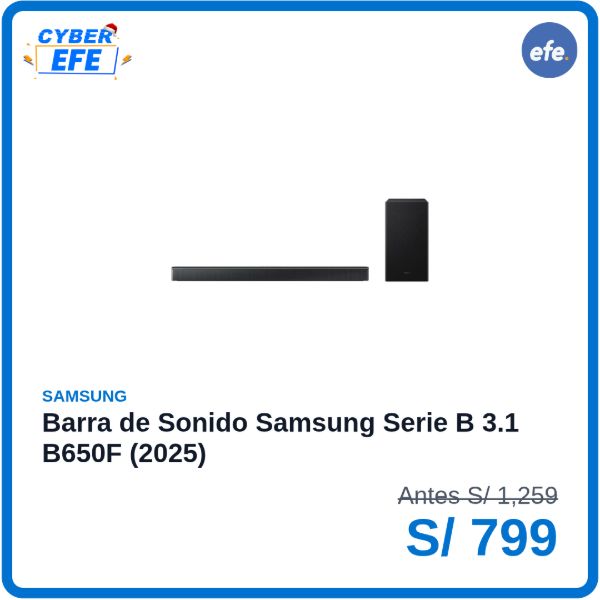 CYBER
EFE
efe.
SAMSUNG
Barra de Sonido Samsung Serie B 3.1
B650F (2025)
Antes S/ 1,259
S/ 799